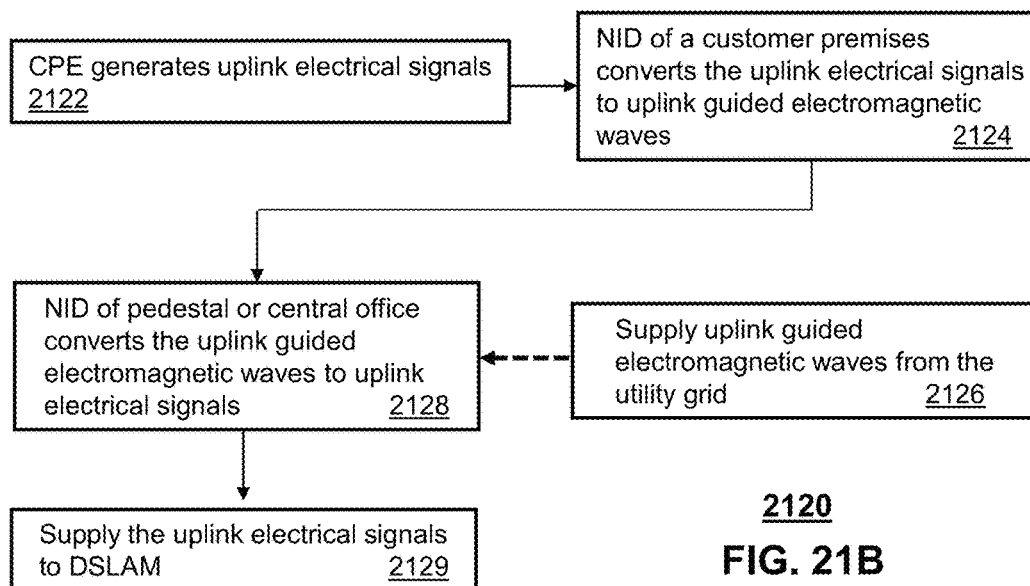 CPE generates uplink electrical signals
2122
NID of a customer premises
converts the uplink electrical signals
to uplink guided electromagnetic
waves 2124
NID of pedestal or central office
converts the uplink guided
electromagnetic waves to uplink
electrical signals 2128
Supply uplink guided
electromagnetic waves from the
utility grid 2126
Supply the uplink electrical signals
to DSLAM 2129
2120
FIG. 21B